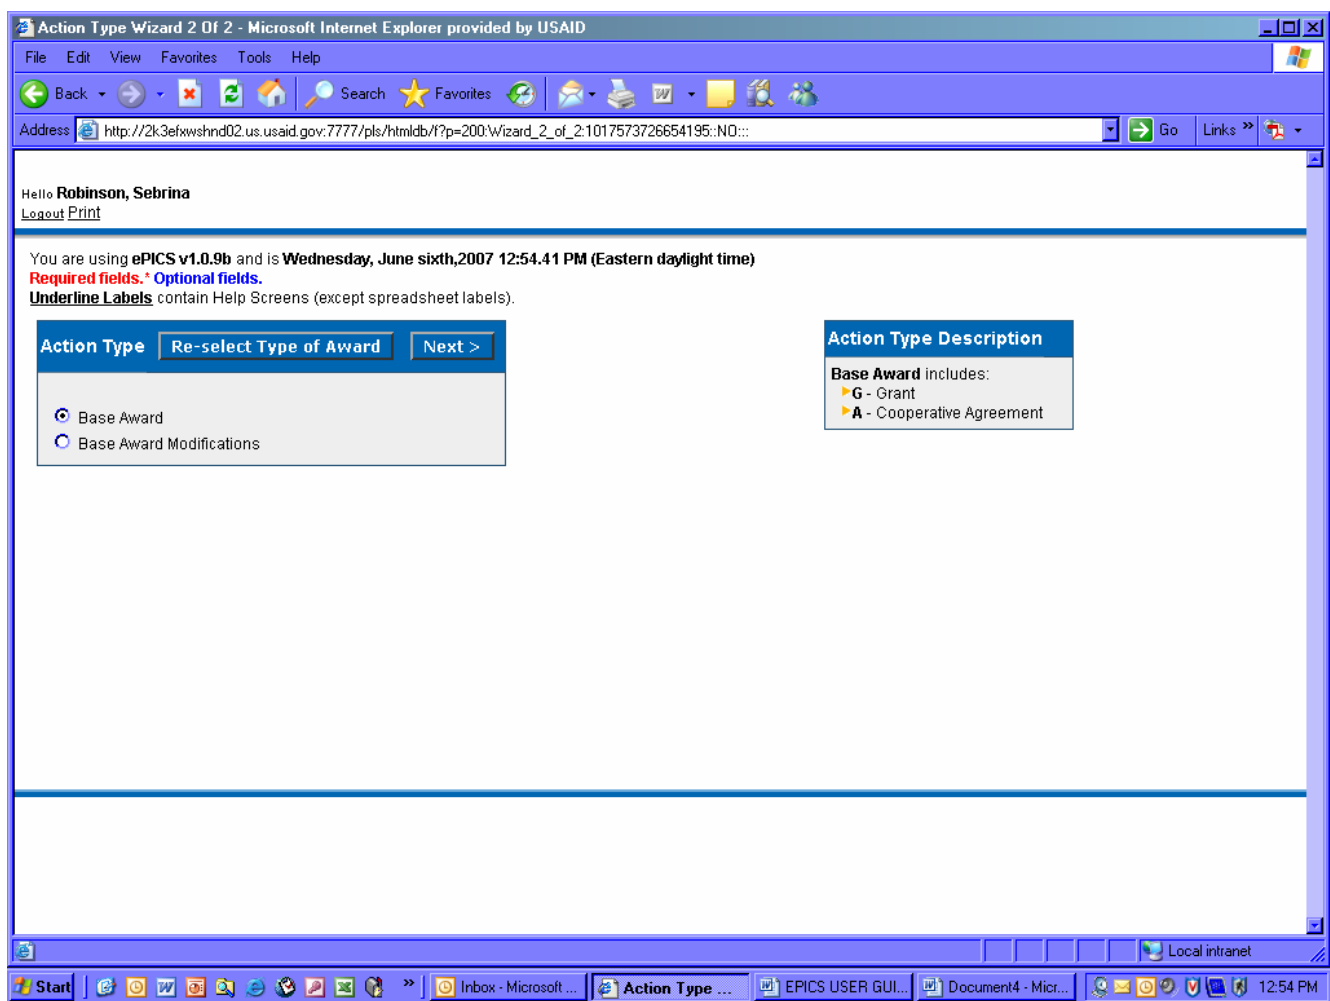 Action Type Wizard 2 Of 2 - Microsoft Internet Explorer provided by USAID
File Edit View Favorites Tools Help
Back Search Favorites
Address http://2k3efxwshnd02.us.usaid.gov:7777/pls/htmldb/f?p=200:Wizard_2_of_2:1017573726654195::NO::: Go Links »
Hello Robinson, Sebrina
Logout Print
You are using ePICS v1.0.9b and is Wednesday, June sixth,2007 12:54.41 PM (Eastern daylight time)
Required fields.* Optional fields.
Underline Labels contain Help Screens (except spreadsheet labels).
Action Type Re-select Type of Award Next >
Base Award
Base Award Modifications
Action Type Description
Base Award includes:
G - Grant
A - Cooperative Agreement
Local intranet
Start » Inbox - Microsoft ... Action Type ... EPICS USER GUI... Document4 - Micr... 12:54 PM